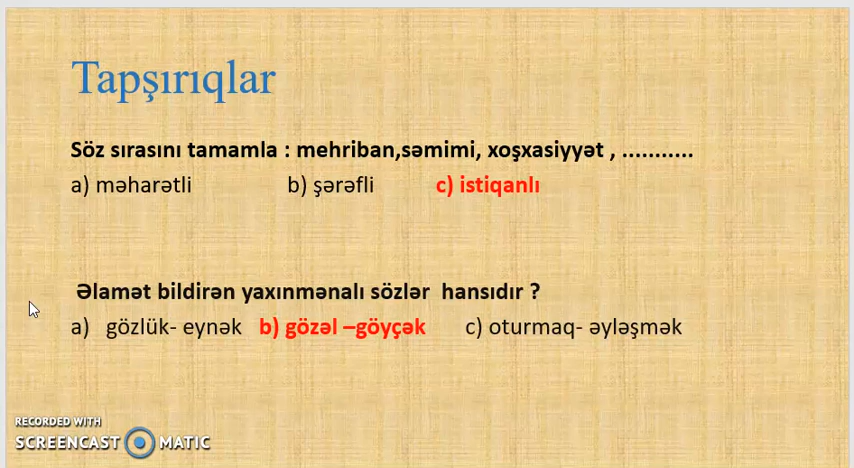 Tapşırıqlar
Söz sırasını tamamla : mehriban,səmimi, xoşxasiyyət , ...........
a) məharətli b) şərəfli c) istiqanlı
Əlamət bildirən yaxınmənalı sözlər hansıdır ?
a) gözlük- eynək b) gözəl –göyçək c) oturmaq- əyləşmək
RECORDED WITH
SCREENCAST MATIC